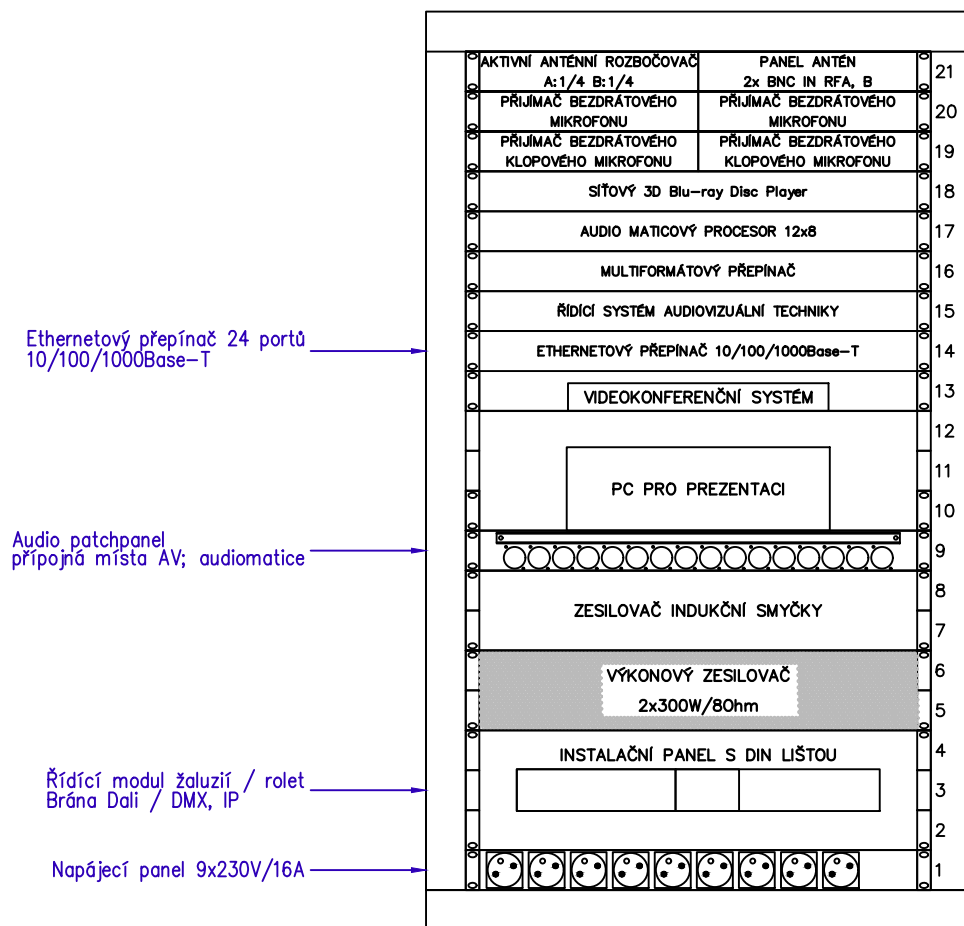 AKTIVNÍ ANTÉNNÍ ROZBOČOVAČ
A:1/4 B:1/4
PANEL ANTÉN
2x BNC IN RFA, B
21
PŘIJÍMAČ BEZDRÁTOVÉHO
MIKROFONU
PŘIJÍMAČ BEZDRÁTOVÉHO
MIKROFONU
20
PŘIJÍMAČ BEZDRÁTOVÉHO
KLOPOVÉHO MIKROFONU
PŘIJÍMAČ BEZDRÁTOVÉHO
KLOPOVÉHO MIKROFONU
19
SÍŤOVÝ 3D Blu-ray Disc Player
18
AUDIO MATICOVÝ PROCESOR 12x8
17
MULTIFORMÁTOVÝ PŘEPÍNAČ
16
ŘÍDÍCÍ SYSTÉM AUDIOVIZUÁLNÍ TECHNIKY
15
Ethernetový přepínač 24 portů
10/100/1000Base-T
ETHERNETOVÝ PŘEPÍNAČ 10/100/1000Base-T
14
VIDEOKONFERENČNÍ SYSTÉM
13
12
11
PC PRO PREZENTACI
10
Audio patchpanel
přípojná místa AV; audiomatice
9
8
ZESILOVAČ INDUKČNÍ SMYČKY
7
VÝKONOVÝ ZESILOVAČ
2x300W/8Ohm
6
5
INSTALAČNÍ PANEL S DIN LIŠTOU
4
Řídící modul žaluzií / rolet
Brána Dali / DMX, IP
3
2
Napájecí panel 9x230V/16A
1